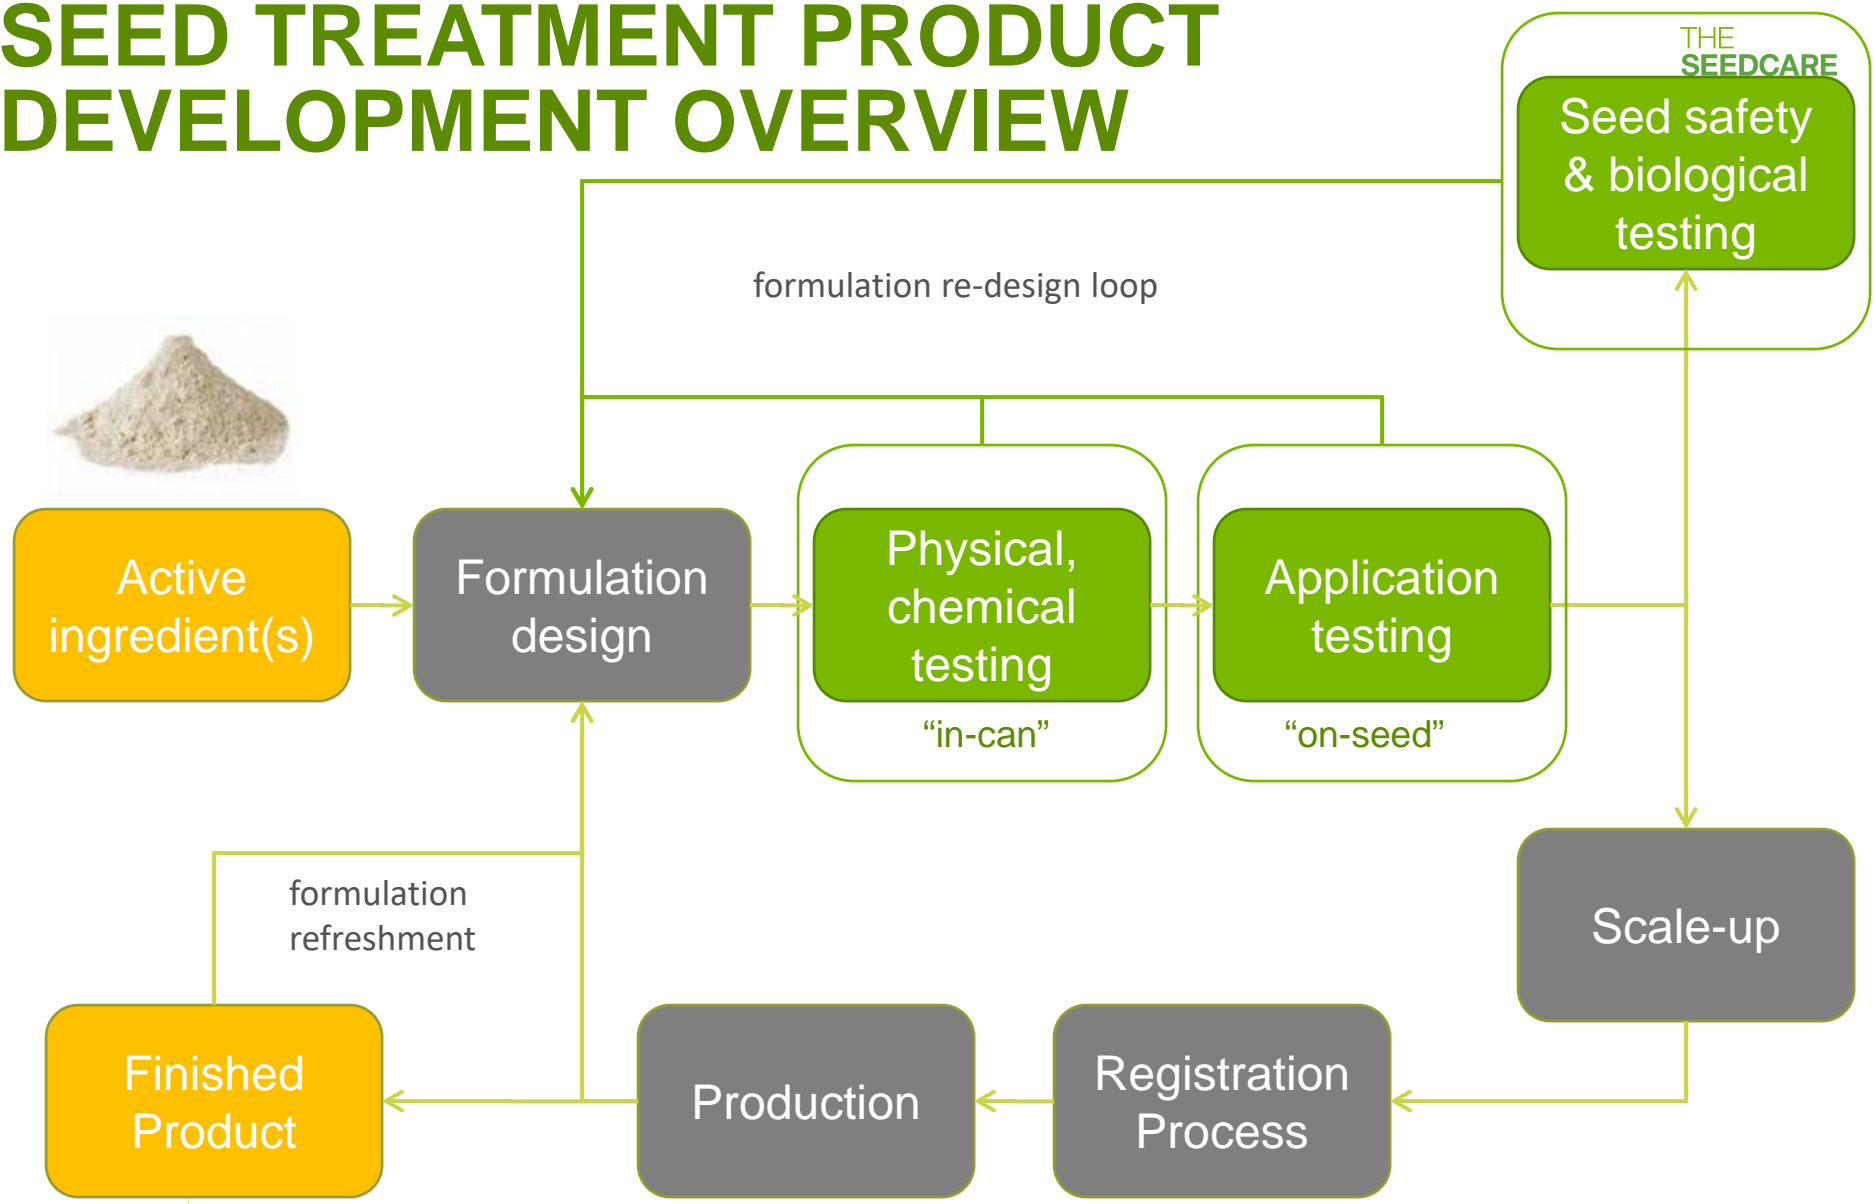 SEED TREATMENT PRODUCT
DEVELOPMENT OVERVIEW
THE
SEEDCARE
Seed safety
& biological
testing
formulation re-design loop
Active
ingredient(s)
Formulation
design
Physical,
chemical
testing
“in-can”
Application
testing
“on-seed”
formulation
refreshment
Scale-up
Finished
Product
Production
Registration
Process